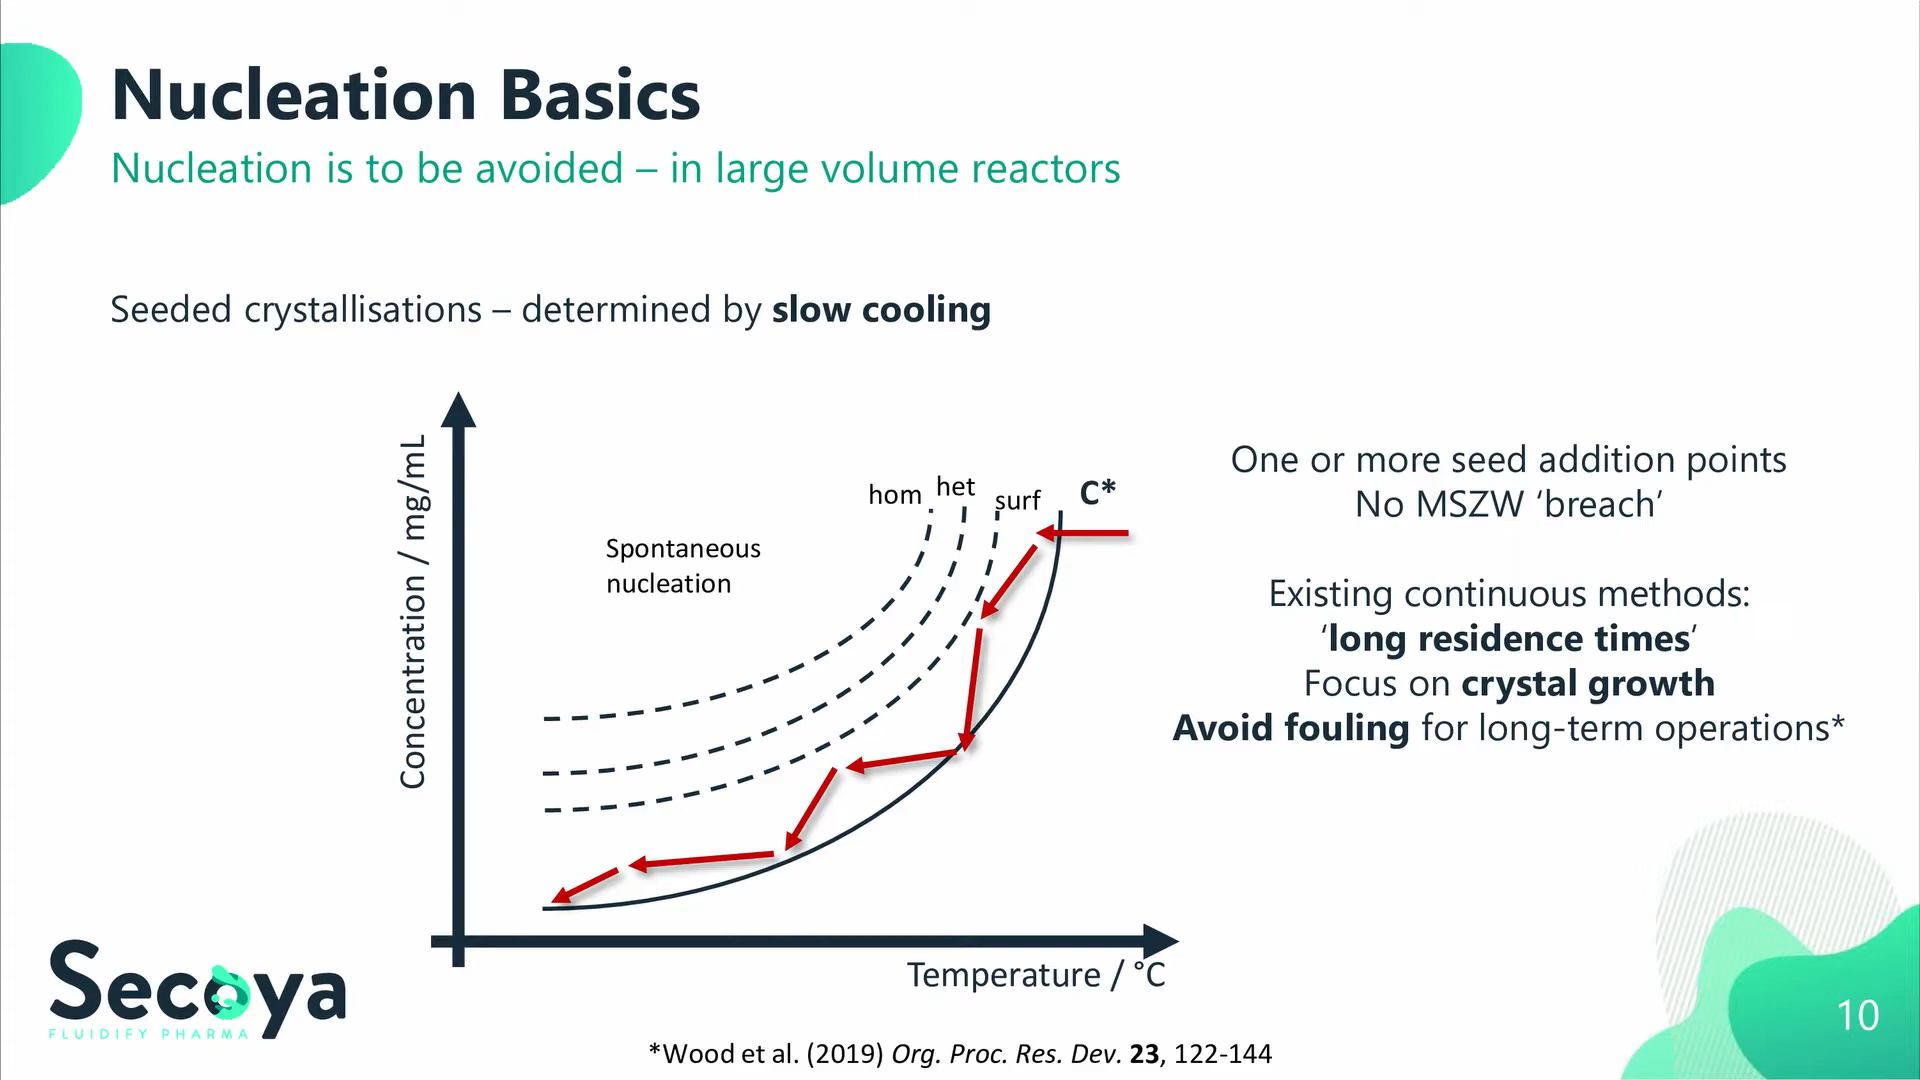 Nucleation Basics
Nucleation is to be avoided – in large volume reactors
Seeded crystallisations – determined by slow cooling
Concentration / mg/mL
hom
het
surf
C*
Spontaneous
nucleation
Temperature / °C
One or more seed addition points
No MSZW ‘breach’
Existing continuous methods:
‘long residence times’
Focus on crystal growth
Avoid fouling for long-term operations*
Secoya
FLUIDIFY PHARMA
*Wood et al. (2019) Org. Proc. Res. Dev. 23, 122-144
10